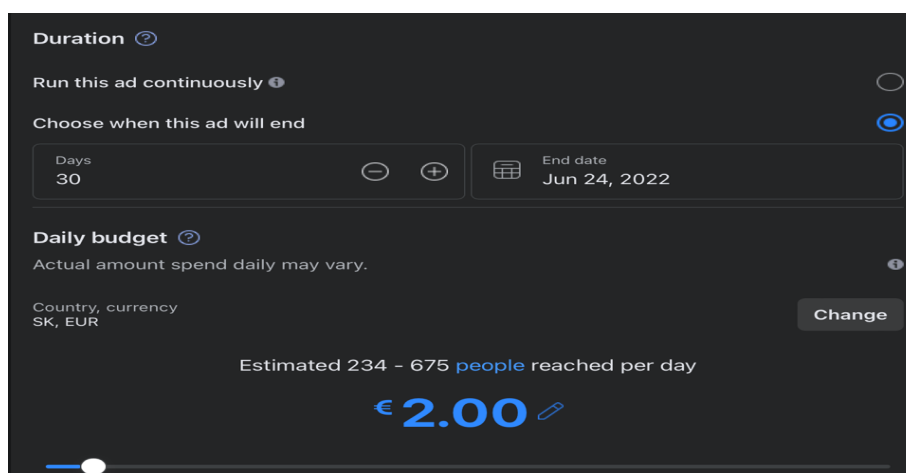 Duration
Run this ad continuously
Choose when this ad will end
Days
30
End date
Jun 24, 2022
Daily budget
Actual amount spend daily may vary.
Country, currency
SK, EUR
Change
Estimated 234 – 675 people reached per day
€2.00